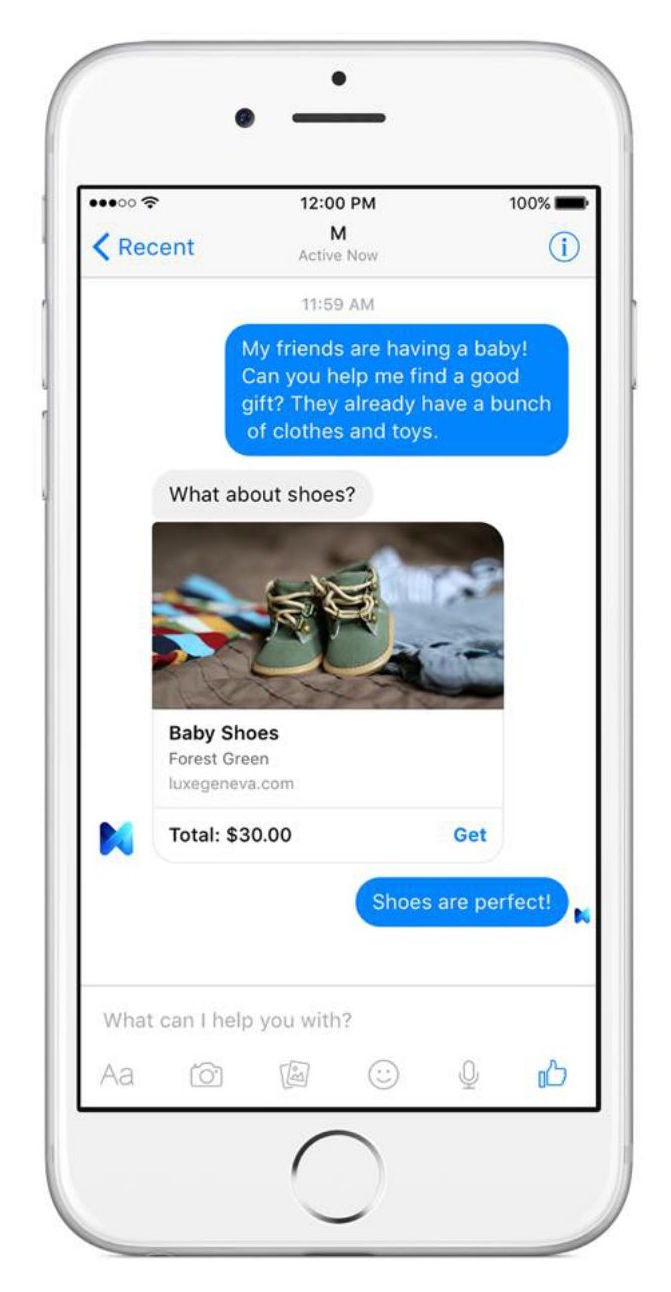 12:00 PM
100%
Recent
M
Active Now
11:59 AM
My friends are having a baby!
Can you help me find a good
gift? They already have a bunch
of clothes and toys.
What about shoes?
Baby Shoes
Forest Green
luxegeneva.com
Total: $30.00
Get
Shoes are perfect!
What can I help you with?
Aa